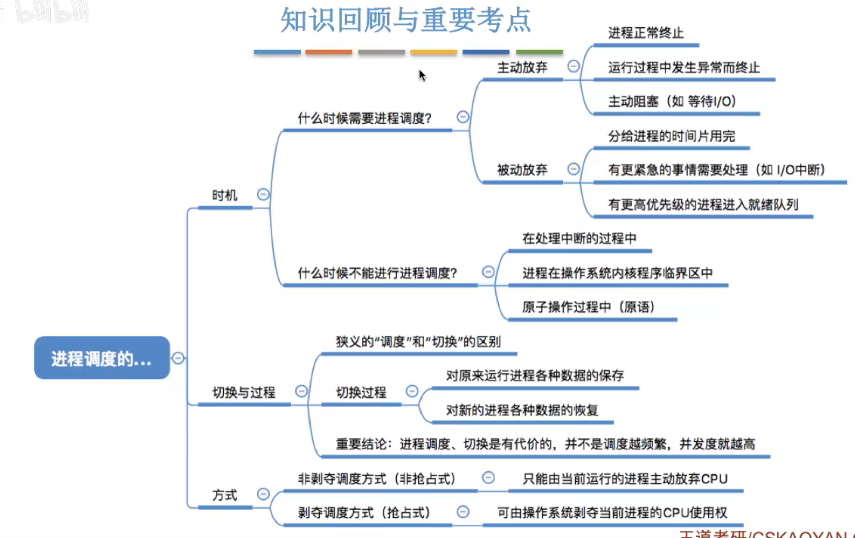 bilibili
知识回顾与重要考点
进程调度的...
时机
什么时候需要进程调度？
主动放弃
进程正常终止
运行过程中发生异常而终止
主动阻塞（如 等待I/O）
被动放弃
分给进程的时间片用完
有更紧急的事情需要处理（如 I/O中断）
有更高优先级的进程进入就绪队列
什么时候不能进行进程调度？
在处理中断的过程中
进程在操作系统内核程序临界区中
原子操作过程中（原语）
切换与过程
狭义的“调度”和“切换”的区别
切换过程
对原来运行进程各种数据的保存
对新的进程各种数据的恢复
重要结论：进程调度、切换是有代价的，并不是调度越频繁，并发度就越高
方式
非剥夺调度方式（非抢占式）
只能由当前运行的进程主动放弃CPU
剥夺调度方式（抢占式）
可由操作系统剥夺当前进程的CPU使用权
王道考研/CSKAOYAN